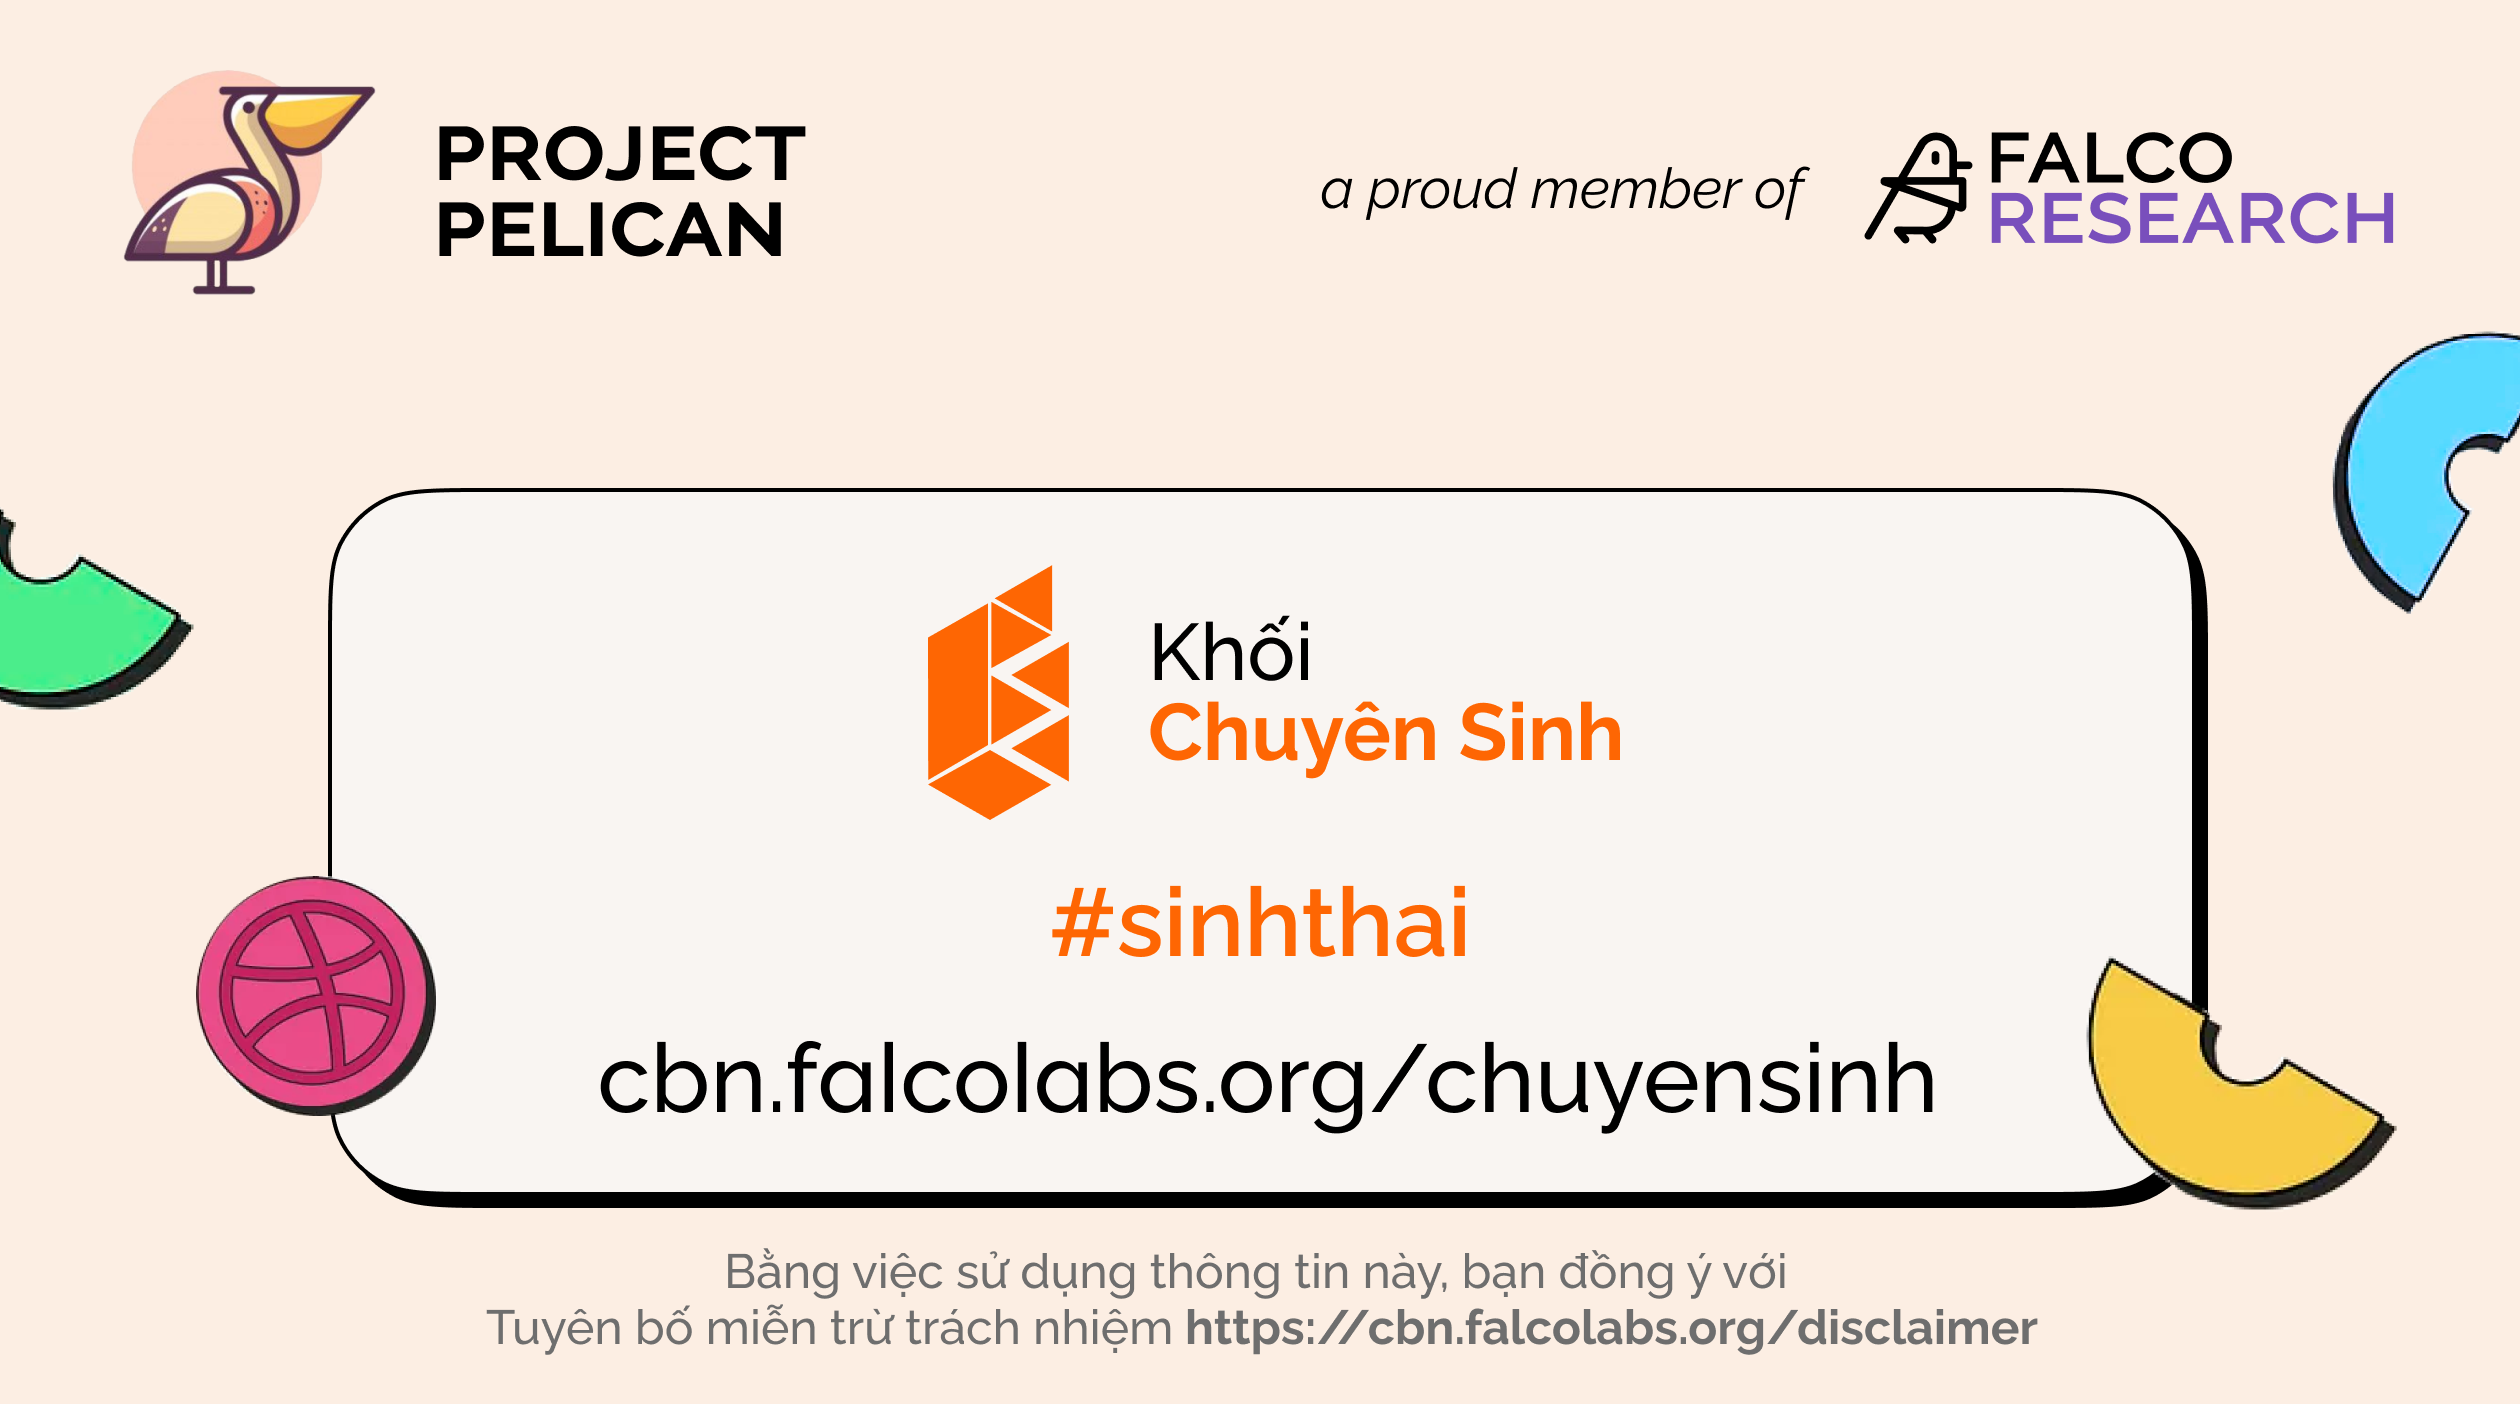 PROJECT
PELICAN
a proud member of
FALCO
RESEARCH
Khối
Chuyên Sinh
#sinhthai
cbn.falcolabs.org/chuyensinh
Bằng việc sử dụng thông tin này, bạn đồng ý với
Tuyên bố miễn trừ trách nhiệm https://cbn.falcolabs.org/disclaimer